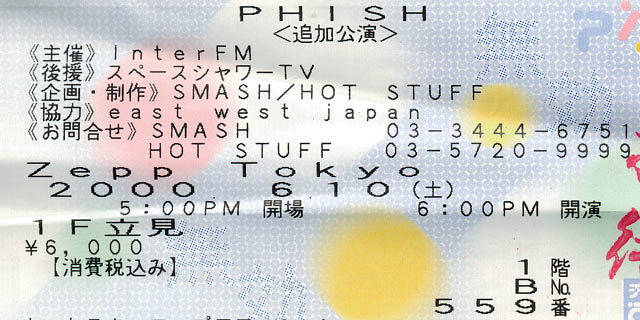 PHISH
<追加公演>
《主催》InterFM
《後援》スペースシャワーTV
《企画・制作》SMASH/HOT STUFF
《協力》east west japan
《お問合せ》SMASH 03-3444-6751
HOT STUFF 03-5720-9999
Zepp Tokyo
2000 6 10(土)
5:00PM 開場 6:00PM 開演
1F立見
¥6,000
【消費税込み】
1 階
B No.
559番